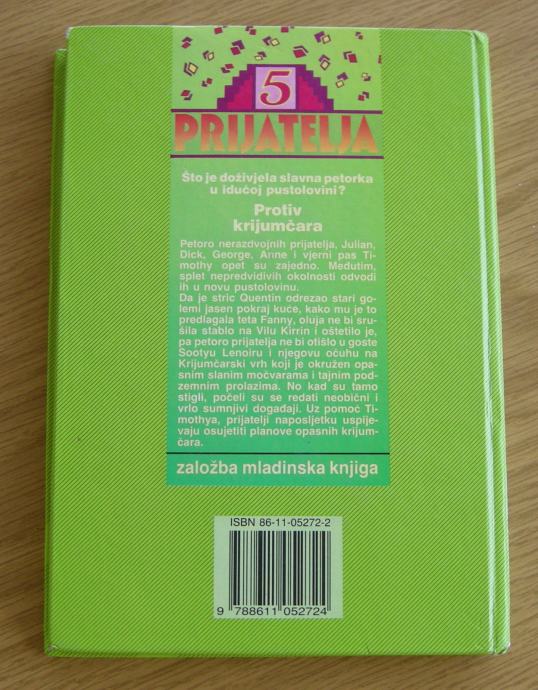 5
PRIJATELJA
Što je doživjela slavna petorka
u idućoj pustolovini?
Protiv
krijumčara
Petoro nerazdvojnih prijatelja, Julian,
Dick, George, Anne i vjerni pas Ti-
mothy opet su zajedno. Međutim,
splet nepredvidivih okolnosti odvodi
ih u novu pustolovinu.
Da je stric Quentin odrezao stari go-
lemi jasen pokraj kuće, kako mu je to
predlagala teta Fanny, oluja ne bi sru-
šila stablo na Vilu Kirrin i oštetilo je,
pa petoro prijatelja ne bi otišlo u goste
Sootyu Lenoiru i njegovu očuhu na
Krijumčarski vrh koji je okružen opa-
snim slanim močvarama i tajnim pod-
zemnim prolazima. No kad su tamo
stigli, počeli su se redati neobični i
vrlo sumnjivi događaji. Uz pomoć Ti-
mothya, prijatelji naposljetku uspije-
vaju osujetiti planove opasnih krijum-
čara.
založba mladinska knjiga
ISBN 86-11-05272-2
9 788611 052724